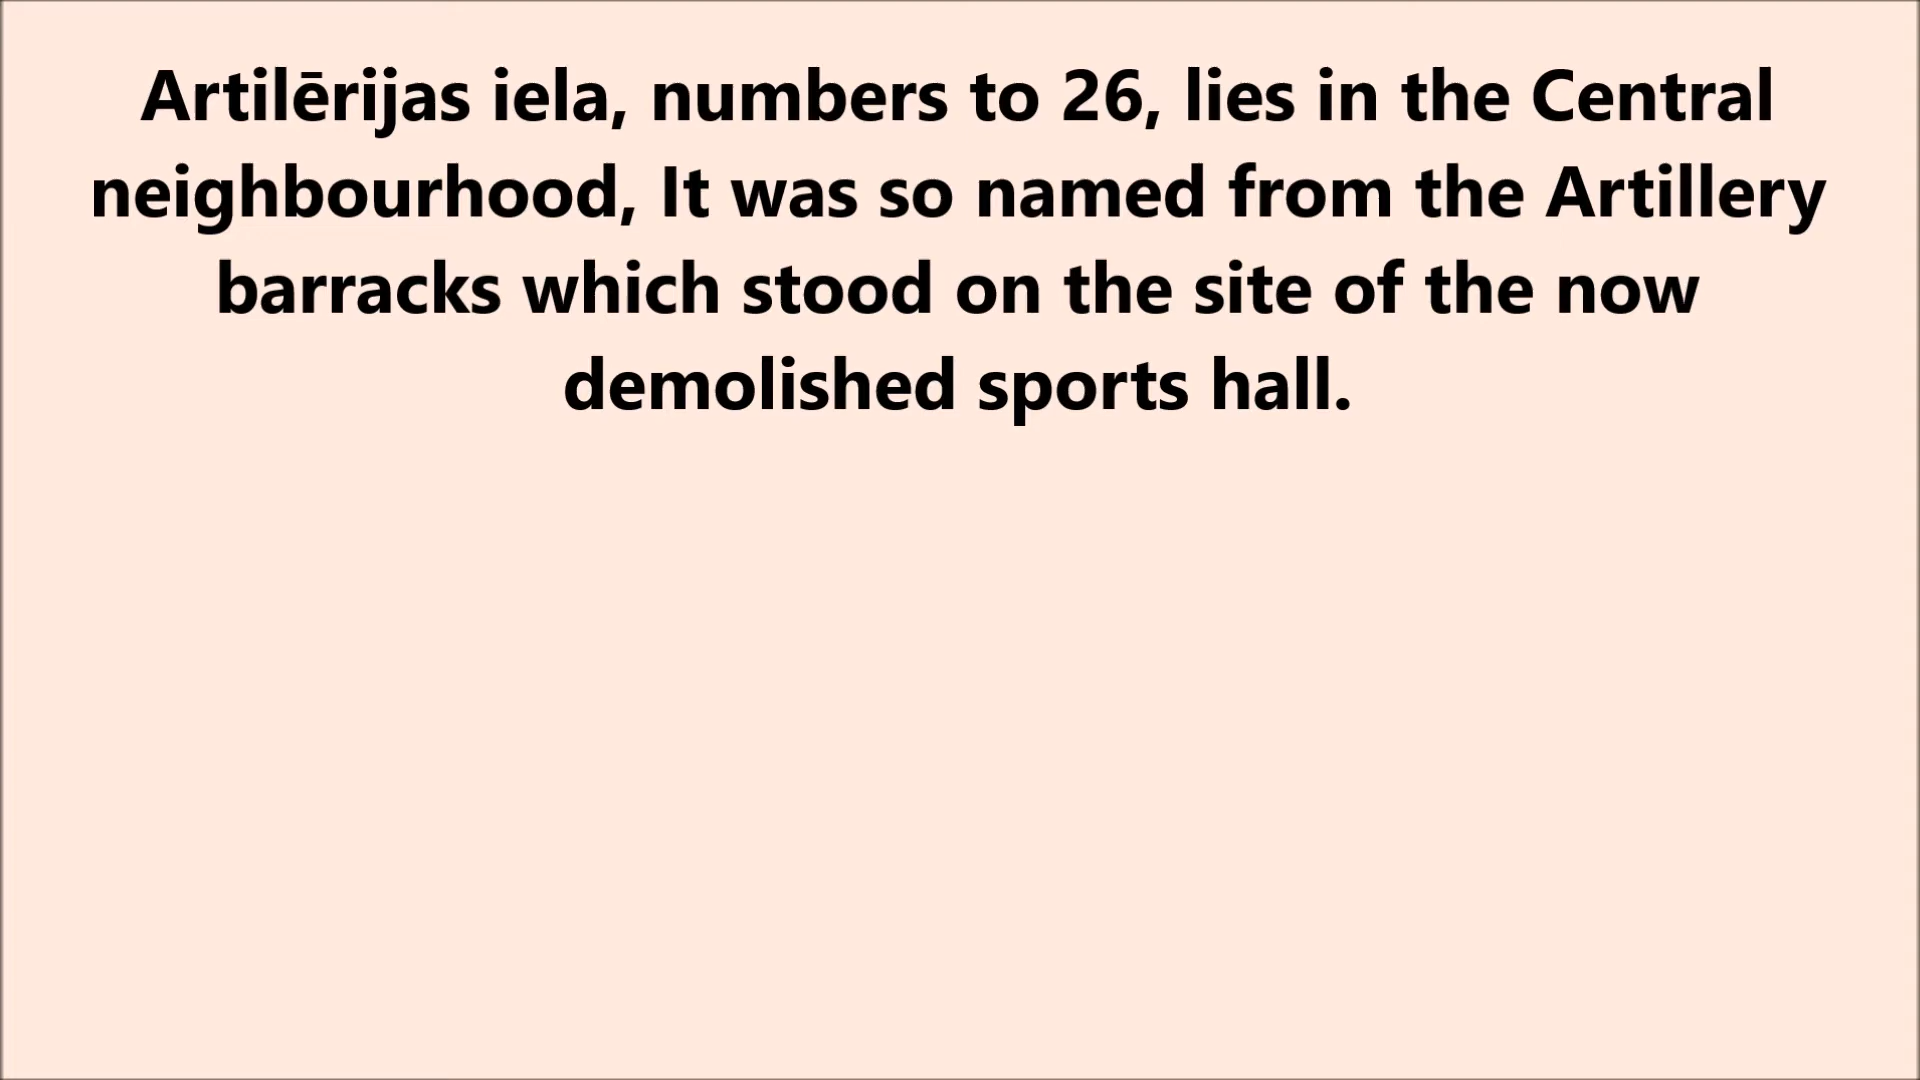 Artilērijas iela, numbers to 26, lies in the Central
neighbourhood, It was so named from the Artillery
barracks which stood on the site of the now
demolished sports hall.